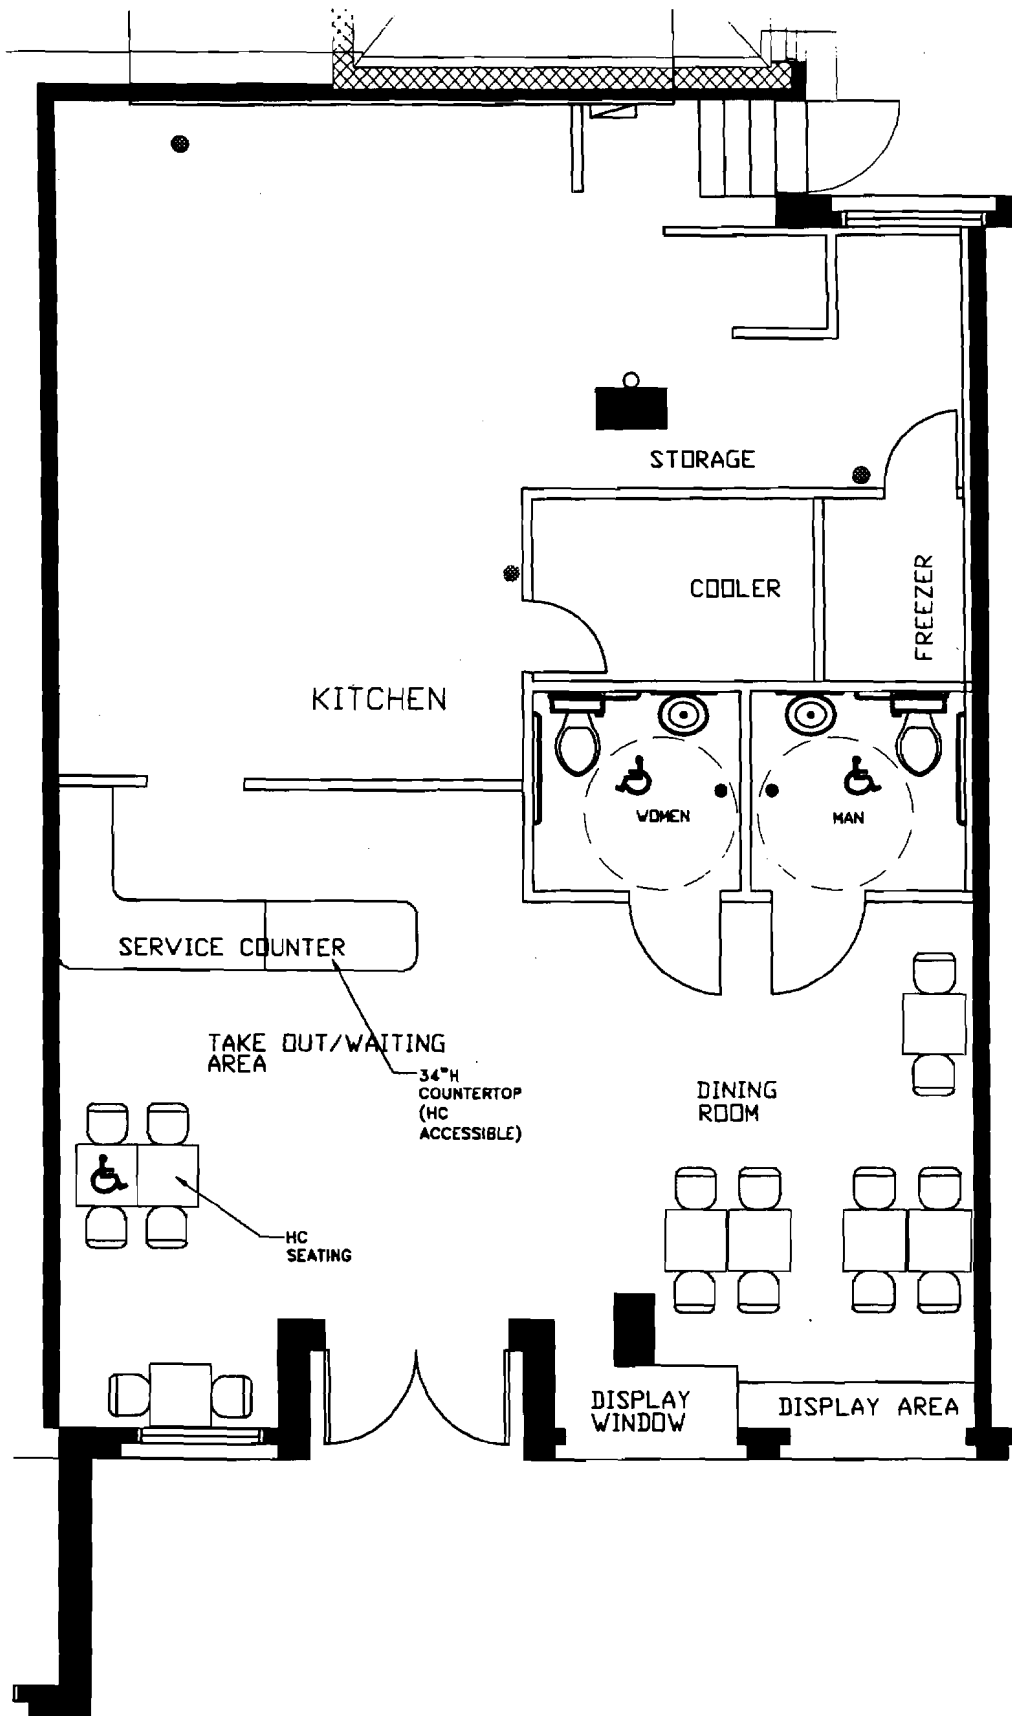 STORAGE
COOLER
FREEZER
KITCHEN
WOMEN
MAN
SERVICE COUNTER
TAKE OUT/WAITING
AREA
34"H
COUNTERTOP
(HC
ACCESSIBLE)
DINING
ROOM
HC
SEATING
DISPLAY
WINDOW
DISPLAY AREA